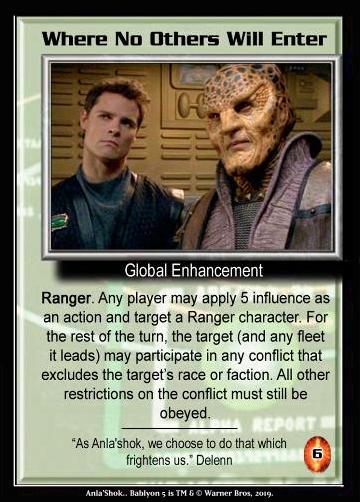 Where No Others Will Enter
Global Enhancement
Ranger. Any player may apply 5 influence as
an action and target a Ranger character. For
the rest of the turn, the target (and any fleet
it leads) may participate in any conflict that
excludes the target's race or faction. All other
restrictions on the conflict must still be
obeyed.
“As Anla'shok, we choose to do that which
frightens us.” Delenn
6
Anla'Shok.. Bablyon 5 is TM & © Warner Bros, 2019.